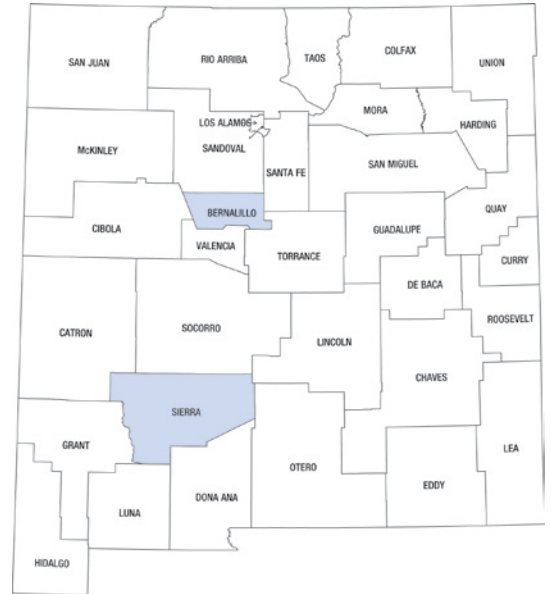 SAN JUAN
RIO ARRIBA
TAOS
COLFAX
UNION
LOS ALAMOS
MORA
HARDING
McKINLEY
SANDOVAL
SANTA FE
SAN MIGUEL
BERNALILLO
QUAY
CIBOLA
VALENCIA
GUADALUPE
TORRANCE
CURRY
DE BACA
CATRON
SOCORRO
LINCOLN
ROOSEVELT
CHAVES
SIERRA
GRANT
LEA
OTERO
EDDY
LUNA
DONA ANA
HIDALGO